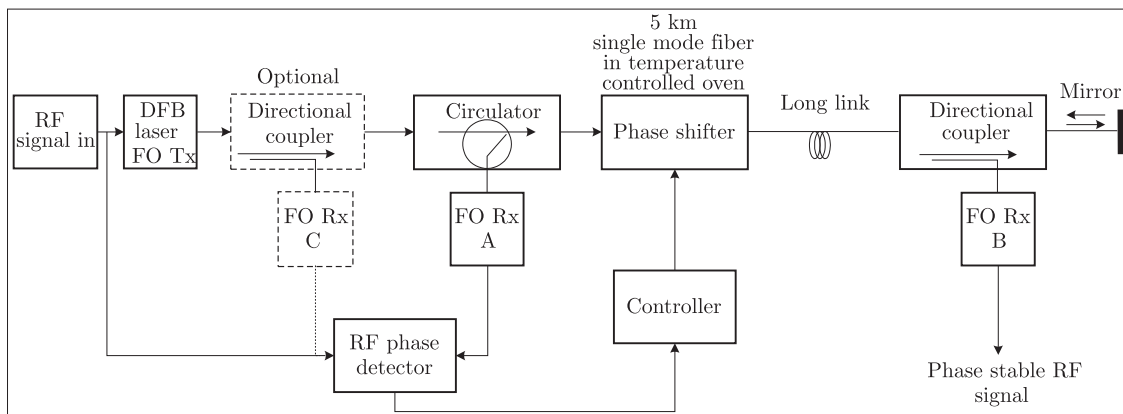 5 km
single mode fiber
in temperature
controlled oven
Optional
Mirror
Long link
RF
signal in
DFB
laser
FO Tx
Directional
coupler
Circulator
Phase shifter
Directional
coupler
FO Rx
C
FO Rx
A
FO Rx
B
Controller
RF phase
detector
Phase stable RF
signal